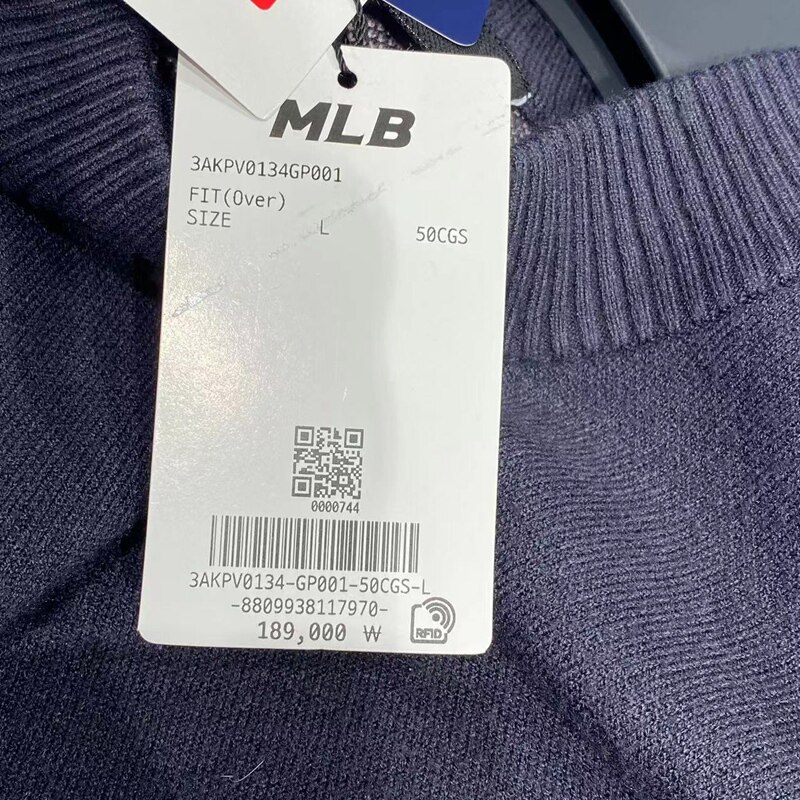 MLB
3AKPV0134GP001
FIT(Over)
SIZE L 50CGS
0000744
3AKPV0134-GP001-50CGS-L
-8809938117970-
189,000 ₩
RFID